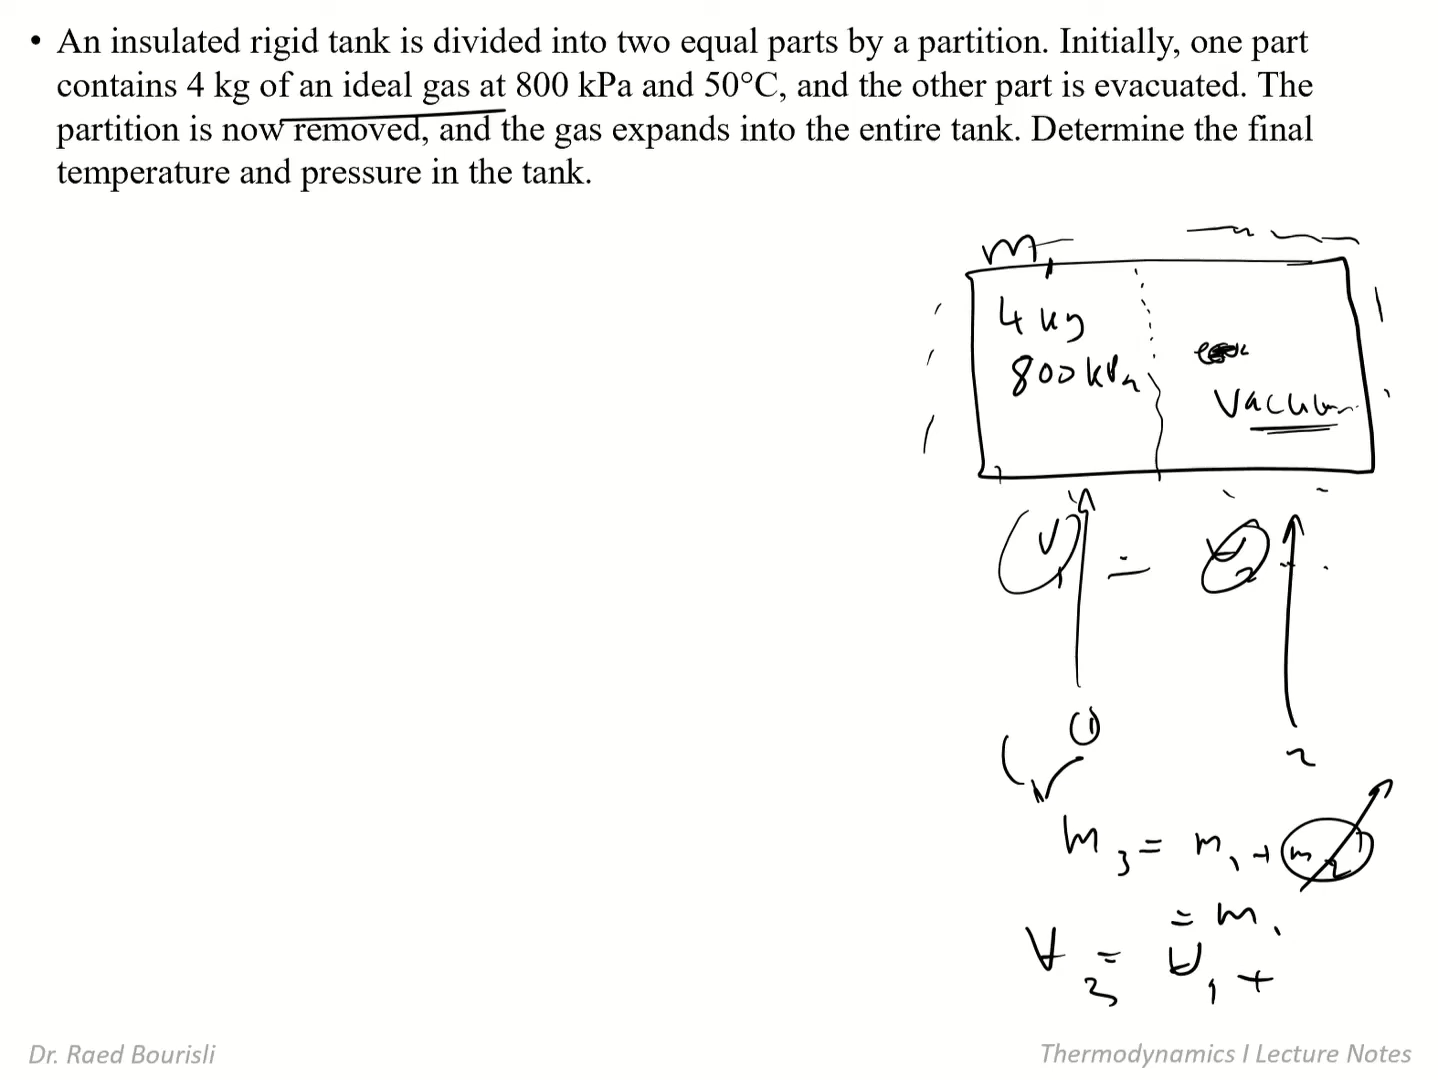 • An insulated rigid tank is divided into two equal parts by a partition. Initially, one part
contains 4 kg of an ideal gas at 800 kPa and 50°C, and the other part is evacuated. The
partition is now removed, and the gas expands into the entire tank. Determine the final
temperature and pressure in the tank.
m₁
4 kg
800 kPa
Vacuum
V₁ = V₂
① 2
m₃ = m₁ + m₂
= m₁
V₃ = V₁ +
Dr. Raed Bourisli
Thermodynamics I Lecture Notes